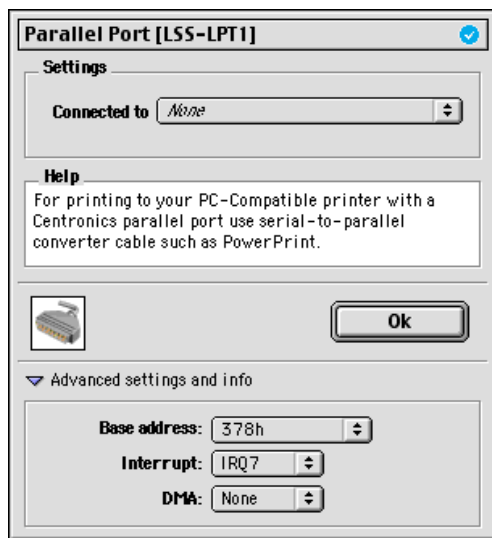 Parallel Port [LSS-LPT1]
Settings
Connected to None
Help
For printing to your PC-Compatible printer with a
Centronics parallel port use serial-to-parallel
converter cable such as PowerPrint.
Ok
Advanced settings and info
Base address: 378h
Interrupt: IRQ7
DMA: None